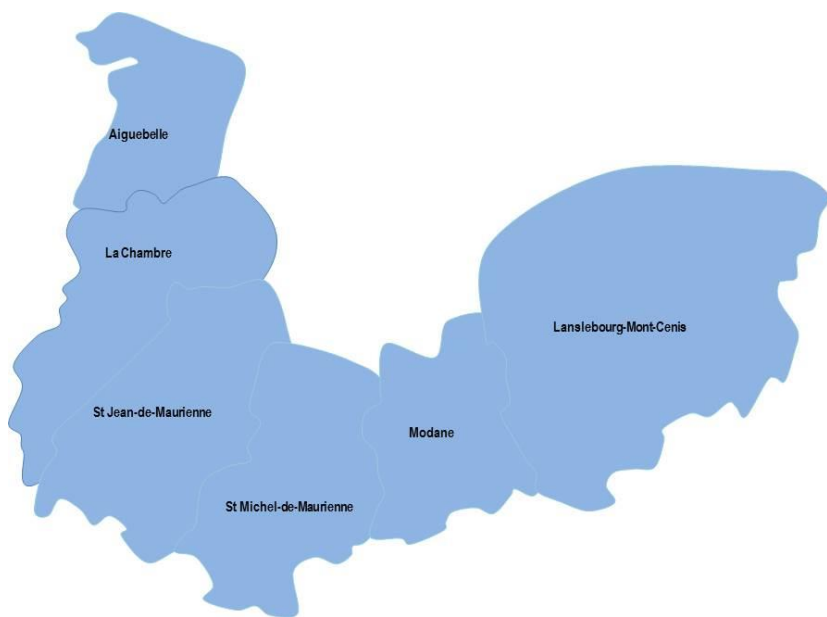 Aiguebelle
La Chambre
Lanslebourg-Mont-Cenis
St Jean-de-Maurienne
Modane
St Michel-de-Maurienne